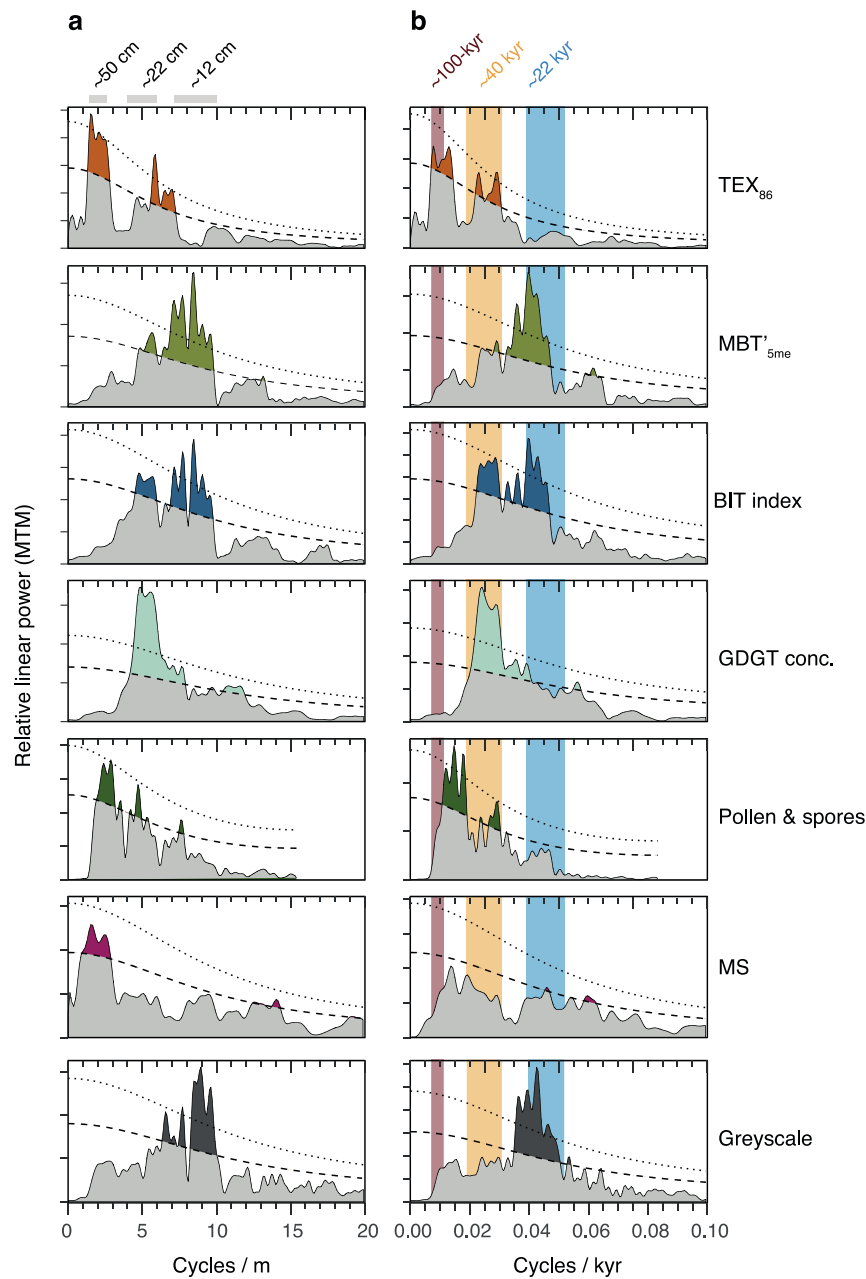 a
b
~50 cm
~22 cm
~12 cm
~100-kyr
~40 kyr
~22 kyr
TEX86
MBT'5me
BIT index
GDGT conc.
Pollen & spores
MS
Greyscale
Relative linear power (MTM)
0 5 10 15 20
0.00 0.02 0.04 0.06 0.08 0.10
Cycles / m
Cycles / kyr